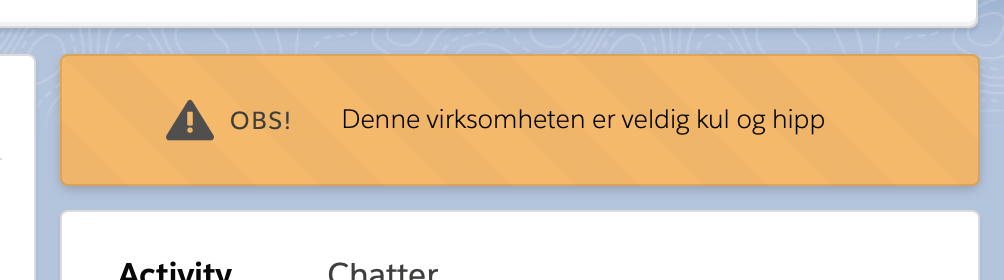 OBS! Denne virksomheten er veldig kul og hipp
Activity Chatter